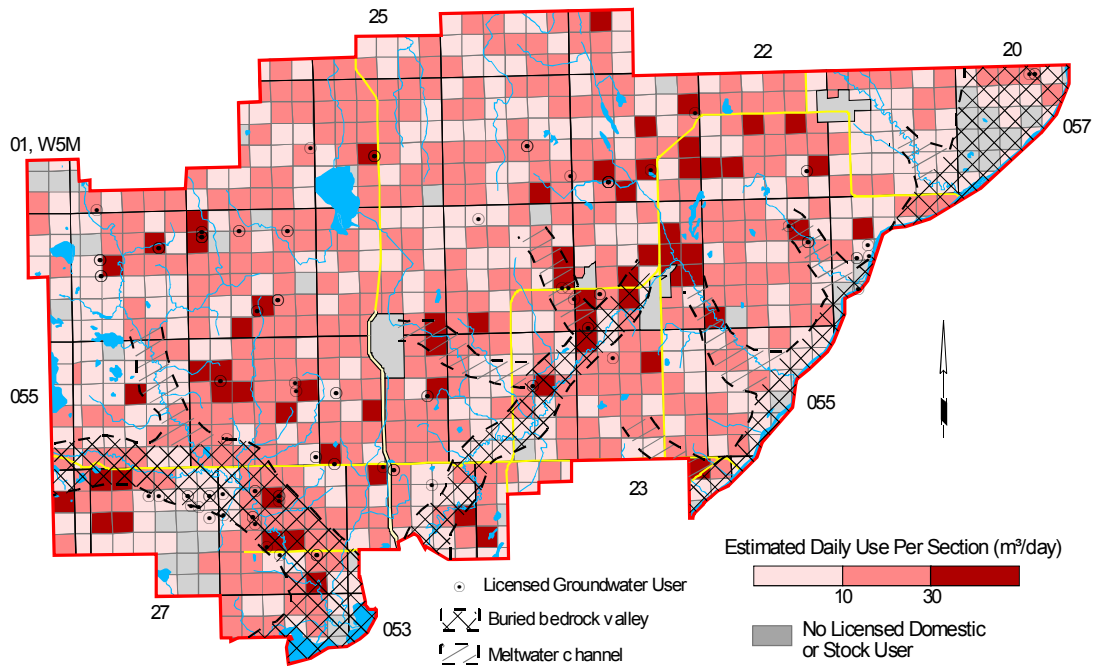 25
22
20
057
01, W5M
055
055
23
Estimated Daily Use Per Section (m³/day)
10 30
Licensed Groundwater User
Buried bedrock valley
Meltwater channel
No Licensed Domestic
or Stock User
27
053